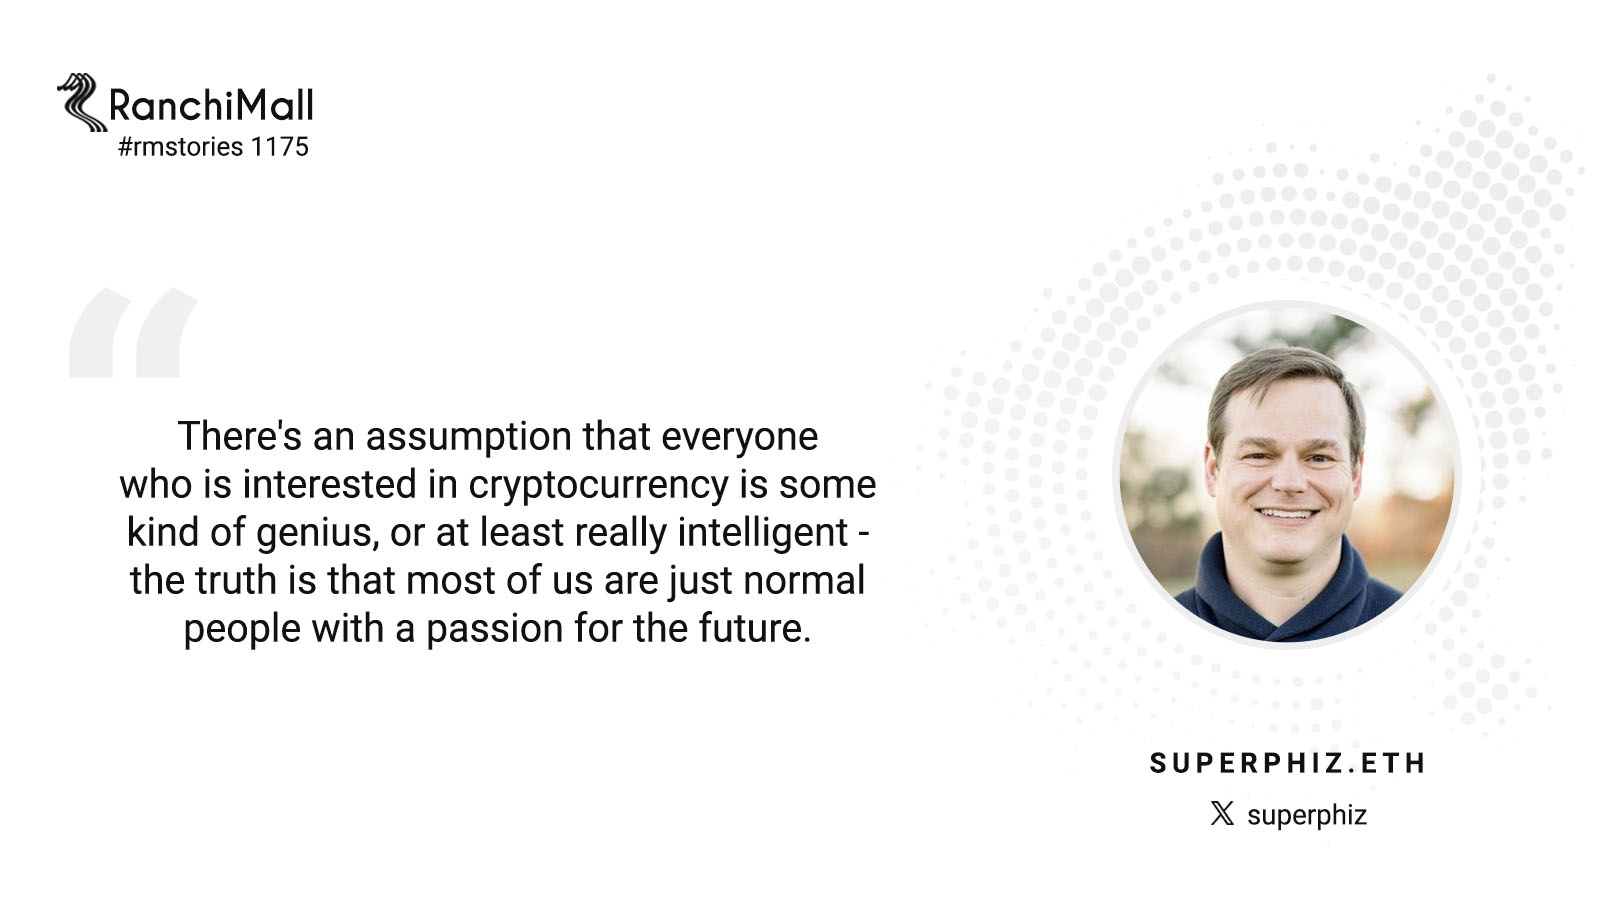 RanchiMall
#rmstories 1175
There's an assumption that everyone
who is interested in cryptocurrency is some
kind of genius, or at least really intelligent -
the truth is that most of us are just normal
people with a passion for the future.
SUPERPHIZ.ETH
𝕏 superphiz